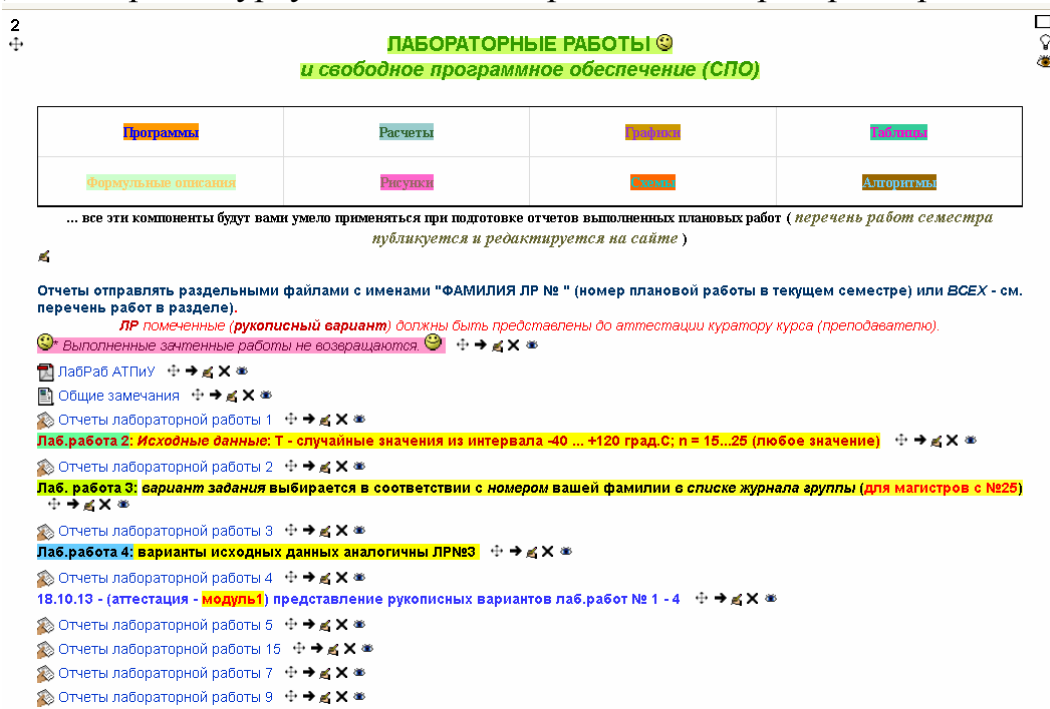 2
ЛАБОРАТОРНЫЕ РАБОТЫ
и свободное программное обеспечение (СПО)
Программы Расчеты Графики Таблицы
Формульные описания Рисунки Схемы Алгоритмы
... все эти компоненты будут вами умело применяться при подготовке отчетов выполненных плановых работ ( перечень работ семестра
публикуется и редактируется на сайте )
Отчеты отправлять раздельными файлами с именами "ФАМИЛИЯ ЛР № " (номер плановой работы в текущем семестре) или ВСЕХ - см.
перечень работ в разделе).
ЛР помеченные (рукописный вариант) должны быть представлены до аттестации куратору курса (преподавателю).
* Выполненные зачтенные работы не возвращаются.
ЛабРаб АТПиУ
Общие замечания
Отчеты лабораторной работы 1
Лаб.работа 2: Исходные данные: Т - случайные значения из интервала -40 ... +120 град.С; n = 15...25 (любое значение)
Отчеты лабораторной работы 2
Лаб. работа 3: вариант задания выбирается в соответствии с номером вашей фамилии в списке журнала группы (для магистров с №25)
Отчеты лабораторной работы 3
Лаб.работа 4: варианты исходных данных аналогичны ЛР№3
Отчеты лабораторной работы 4
18.10.13 - (аттестация - модуль1) представление рукописных вариантов лаб.работ № 1 - 4
Отчеты лабораторной работы 5
Отчеты лабораторной работы 15
Отчеты лабораторной работы 7
Отчеты лабораторной работы 9